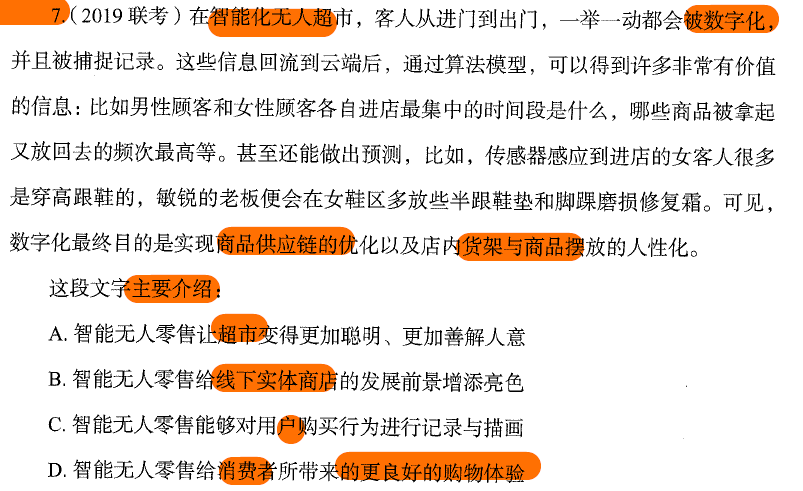 7.（2019 联考）在智能化无人超市，客人从进门到出门，一举一动都会被数字化，
并且被捕捉记录。这些信息回流到云端后，通过算法模型，可以得到许多非常有价值
的信息：比如男性顾客和女性顾客各自进店最集中的时间段是什么，哪些商品被拿起
又放回去的频次最高等。甚至还能做出预测，比如，传感器感应到进店的女客人很多
是穿高跟鞋的，敏锐的老板便会在女鞋区多放些半跟鞋垫和脚踝磨损修复霜。可见，
数字化最终目的是实现商品供应链的优化以及店内货架与商品摆放的人性化。
这段文字主要介绍：
A. 智能无人零售让超市变得更加聪明、更加善解人意
B. 智能无人零售给线下实体商店的发展前景增添亮色
C. 智能无人零售能够对用户购买行为进行记录与描画
D. 智能无人零售给消费者所带来的更良好的购物体验